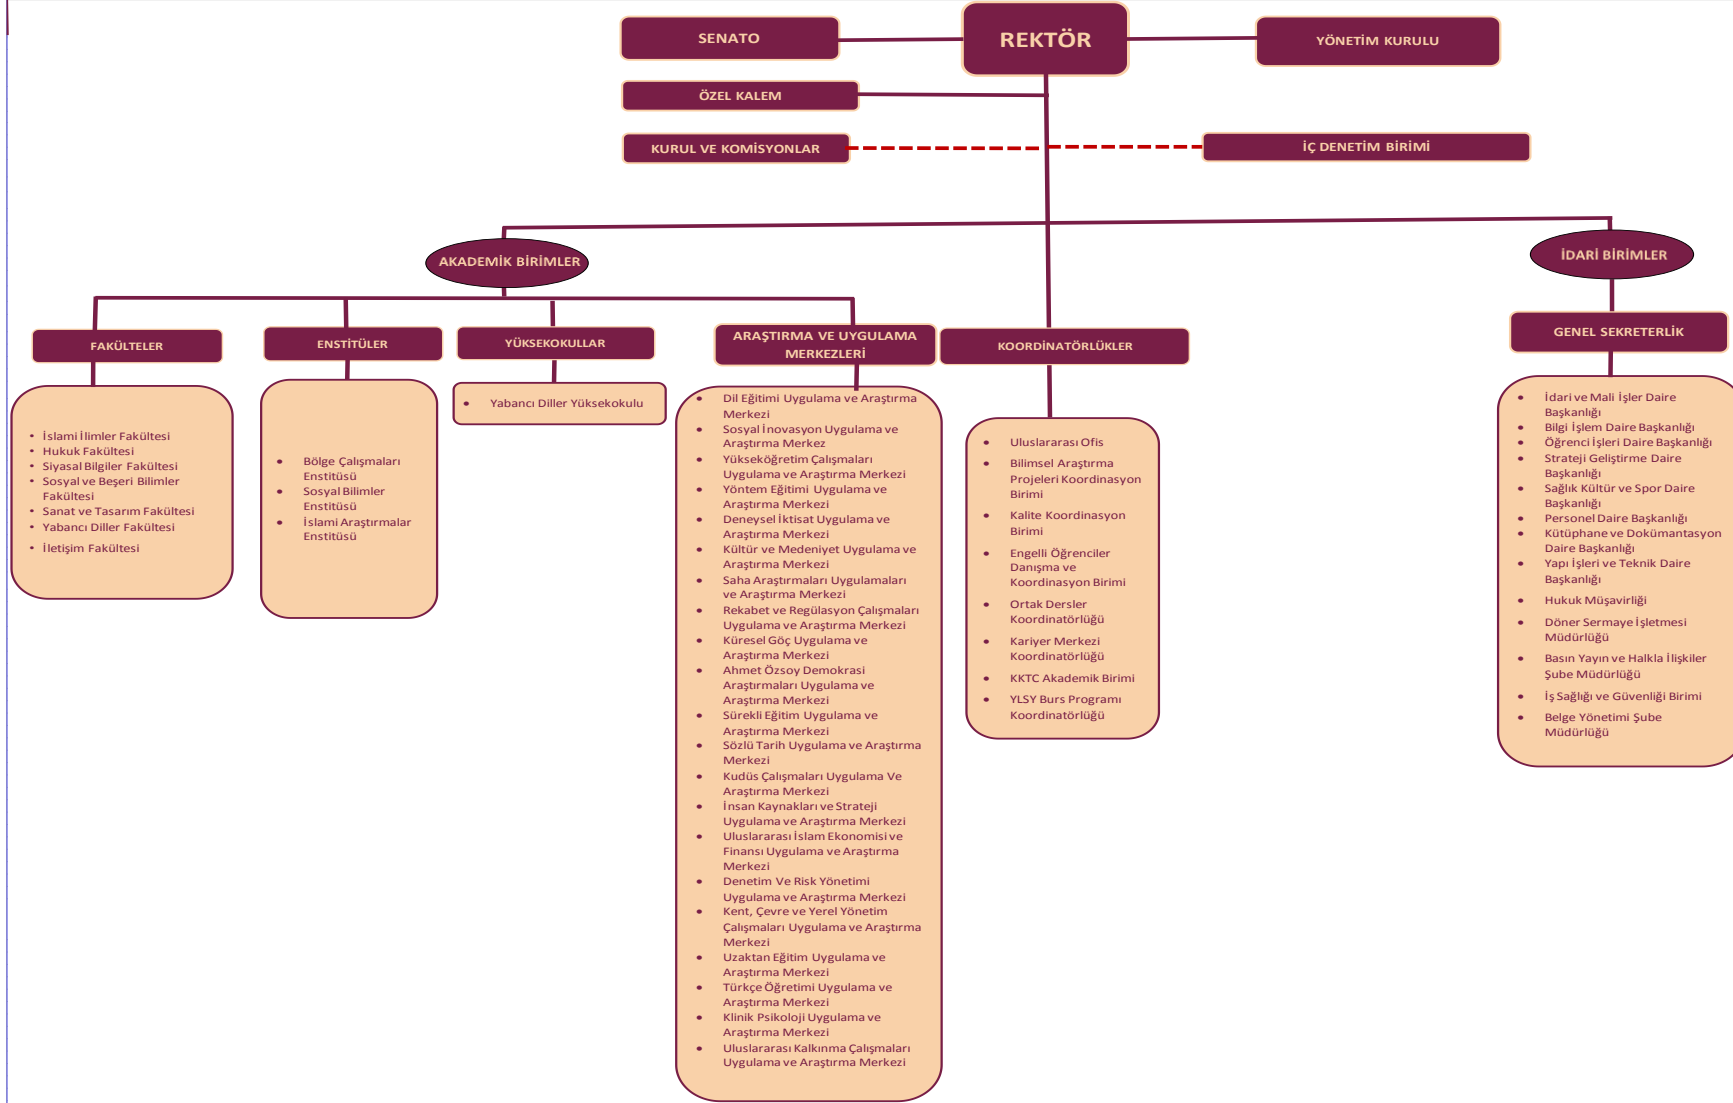 SENATO
REKTÖR
YÖNETİM KURULU
ÖZEL KALEM
KURUL VE KOMİSYONLAR
İÇ DENETİM BİRİMİ
AKADEMİK BİRİMLER
İDARİ BİRİMLER
FAKÜLTELER
• İslami İlimler Fakültesi
• Hukuk Fakültesi
• Siyasal Bilgiler Fakültesi
• Sosyal ve Beşeri Bilimler
Fakültesi
• Sanat ve Tasarım Fakültesi
• Yabancı Diller Fakültesi
• İletişim Fakültesi
ENSTİTÜLER
• Bölge Çalışmaları
Enstitüsü
• Sosyal Bilimler
Enstitüsü
• İslami Araştırmalar
Enstitüsü
YÜKSEKOKULLAR
• Yabancı Diller Yüksekokulu
ARAŞTIRMA VE UYGULAMA
MERKEZLERİ
• Dil Eğitimi Uygulama ve Araştırma
Merkezi
• Sosyal İnovasyon Uygulama ve
Araştırma Merkez
• Yükseköğretim Çalışmaları
Uygulama ve Araştırma Merkezi
• Yöntem Eğitimi Uygulama ve
Araştırma Merkezi
• Deneysel İktisat Uygulama ve
Araştırma Merkezi
• Kültür ve Medeniyet Uygulama ve
Araştırma Merkezi
• Saha Araştırmaları Uygulamaları
ve Araştırma Merkezi
• Rekabet ve Regülasyon Çalışmaları
Uygulama ve Araştırma Merkezi
• Küresel Göç Uygulama ve
Araştırma Merkezi
• Ahmet Özsoy Demokrasi
Araştırmaları Uygulama ve
Araştırma Merkezi
• Sürekli Eğitim Uygulama ve
Araştırma Merkezi
• Sözlü Tarih Uygulama ve Araştırma
Merkezi
• Kudüs Çalışmaları Uygulama Ve
Araştırma Merkezi
• İnsan Kaynakları ve Strateji
Uygulama ve Araştırma Merkezi
• Uluslararası İslam Ekonomisi ve
Finansı Uygulama ve Araştırma
Merkezi
• Denetim Ve Risk Yönetimi
Uygulama ve Araştırma Merkezi
• Kent, Çevre ve Yerel Yönetim
Çalışmaları Uygulama ve Araştırma
Merkezi
• Uzaktan Eğitim Uygulama ve
Araştırma Merkezi
• Türkçe Öğretimi Uygulama ve
Araştırma Merkezi
• Klinik Psikoloji Uygulama ve
Araştırma Merkezi
• Uluslararası Kalkınma Çalışmaları
Uygulama ve Araştırma Merkezi
KOORDİNATÖRLÜKLER
• Uluslararası Ofis
• Bilimsel Araştırma
Projeleri Koordinasyon
Birimi
• Kalite Koordinasyon
Birimi
• Engelli Öğrenciler
Danışma ve
Koordinasyon Birimi
• Ortak Dersler
Koordinatörlüğü
• Kariyer Merkezi
Koordinatörlüğü
• KKTC Akademik Birimi
• YLSY Burs Programı
Koordinatörlüğü
GENEL SEKRETERLİK
• İdari ve Mali İşler Daire
Başkanlığı
• Bilgi İşlem Daire Başkanlığı
• Öğrenci İşleri Daire Başkanlığı
• Strateji Geliştirme Daire
Başkanlığı
• Sağlık Kültür ve Spor Daire
Başkanlığı
• Personel Daire Başkanlığı
• Kütüphane ve Dokümantasyon
Daire Başkanlığı
• Yapı İşleri ve Teknik Daire
Başkanlığı
• Hukuk Müşavirliği
• Döner Sermaye İşletmesi
Müdürlüğü
• Basın Yayın ve Halkla İlişkiler
Şube Müdürlüğü
• İş Sağlığı ve Güvenliği Birimi
• Belge Yönetimi Şube
Müdürlüğü